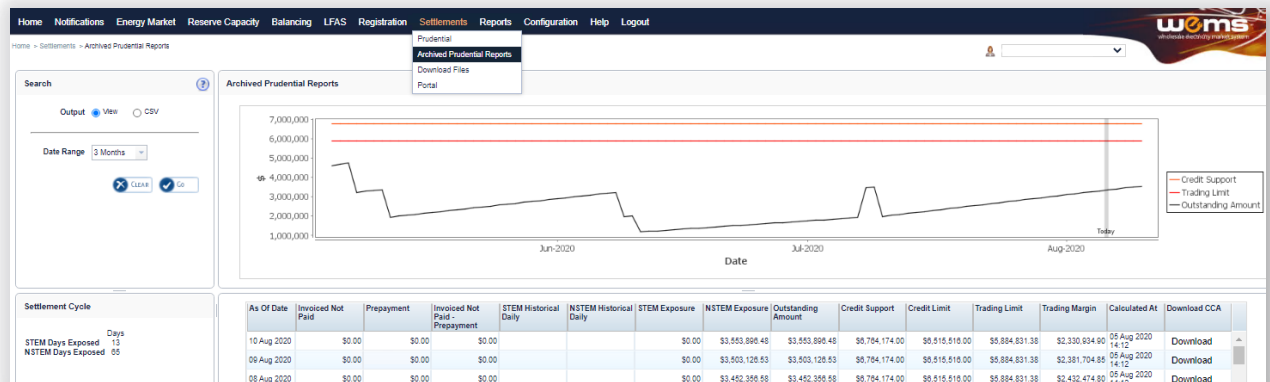 Home Notifications Energy Market Reserve Capacity Balancing LFAS Registration Settlements Reports Configuration Help Logout
wems
wholesale electricity market system
Home > Settlements > Archived Prudential Reports
Prudential
Archived Prudential Reports
Download Files
Portal
Search
Output View CSV
Date Range 3 Months
CLEAR GO
Archived Prudential Reports
7,000,000
6,000,000
5,000,000
$ 4,000,000
3,000,000
2,000,000
1,000,000
Credit Support
Trading Limit
Outstanding Amount
Today
Jun-2020 Jul-2020 Aug-2020
Date
Settlement Cycle
Days
STEM Days Exposed 13
NSTEM Days Exposed 65
As Of Date Invoiced Not Paid Prepayment Invoiced Not Paid - Prepayment STEM Historical Daily NSTEM Historical Daily STEM Exposure NSTEM Exposure Outstanding Amount Credit Support Credit Limit Trading Limit Trading Margin Calculated At Download CCA
10 Aug 2020 $0.00 $0.00 $0.00 $0.00 $3,553,896.48 $3,553,896.48 $6,764,174.00 $6,515,516.00 $5,884,831.38 $2,330,934.90 05 Aug 2020 14:12 Download
09 Aug 2020 $0.00 $0.00 $0.00 $0.00 $3,503,126.53 $3,503,126.53 $6,764,174.00 $6,515,516.00 $5,884,831.38 $2,381,704.85 05 Aug 2020 14:12 Download
08 Aug 2020 $0.00 $0.00 $0.00 $0.00 $3,452,356.58 $3,452,356.58 $6,764,174.00 $6,515,516.00 $5,884,831.38 $2,432,474.80 05 Aug 2020 Download